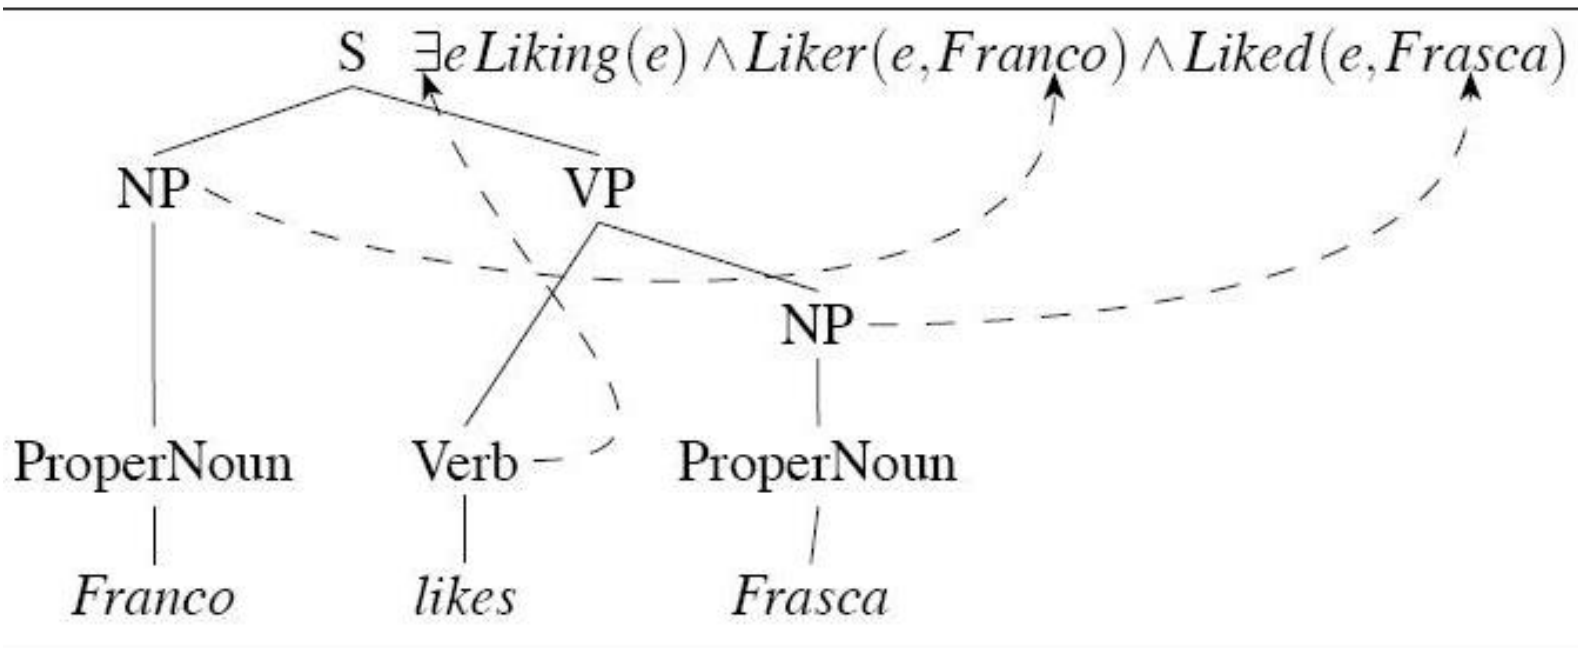 S ∃e Liking(e) ∧ Liker(e, Franco) ∧ Liked(e, Frasca)
NP VP
NP
ProperNoun Verb ProperNoun
Franco likes Frasca